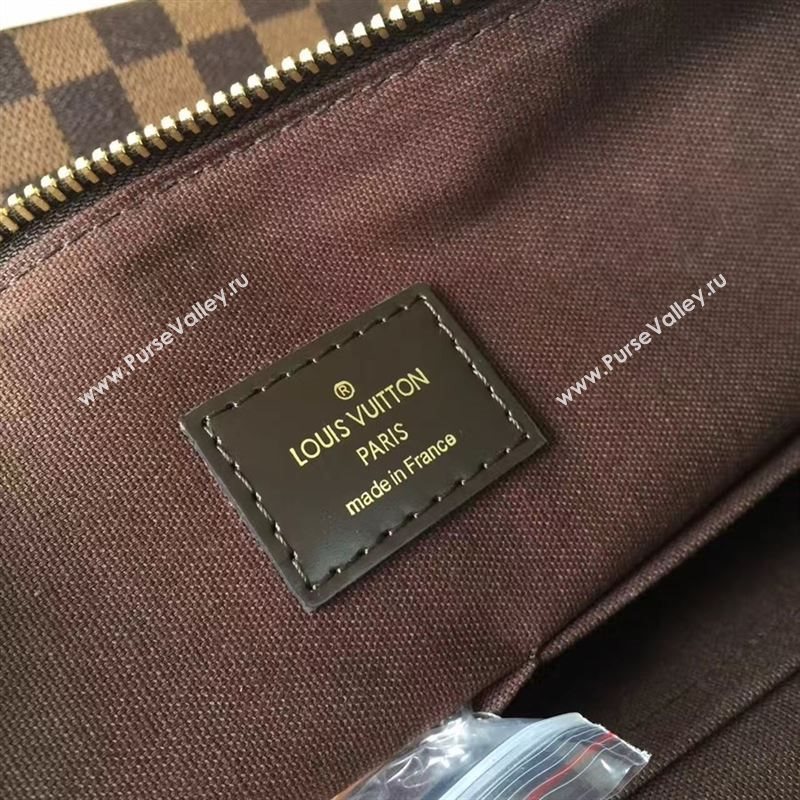 ®
LOUIS VUITTON
PARIS
made in France
www.PurseValley.ru
www.PurseValley.ru